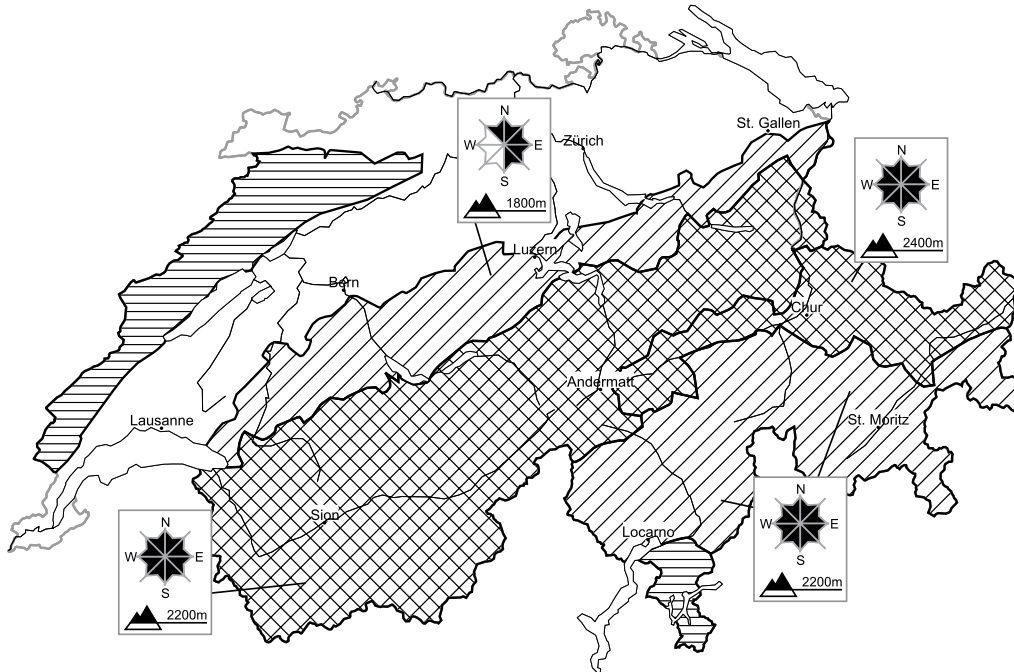 St. Gallen
N
W E
S
1800m
Zürich
N
W E
S
2400m
Luzern
Bern
Chur
Andermatt
Lausanne
St. Moritz
N
W E
S
2200m
Sion
Locarno
N
W E
S
2200m